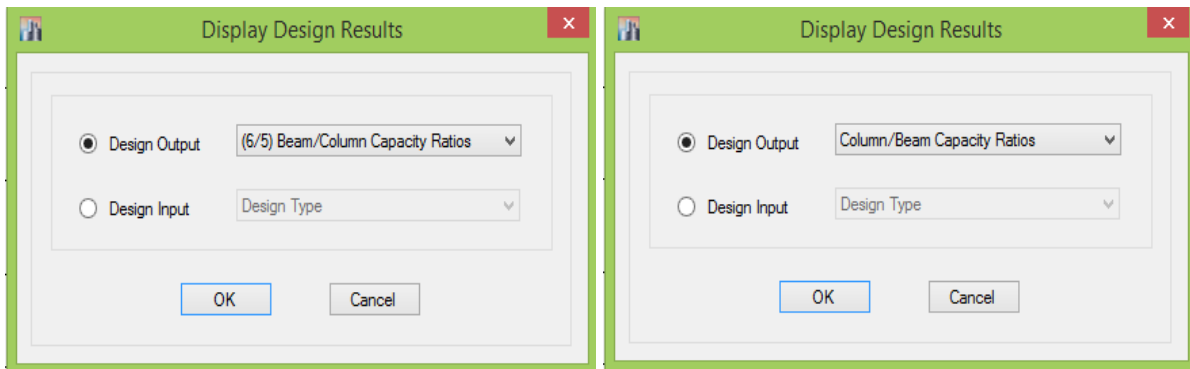 Display Design Results
×
Design Output
(6/5) Beam/Column Capacity Ratios
Design Input
Design Type
OK
Cancel
Display Design Results
×
Design Output
Column/Beam Capacity Ratios
Design Input
Design Type
OK
Cancel